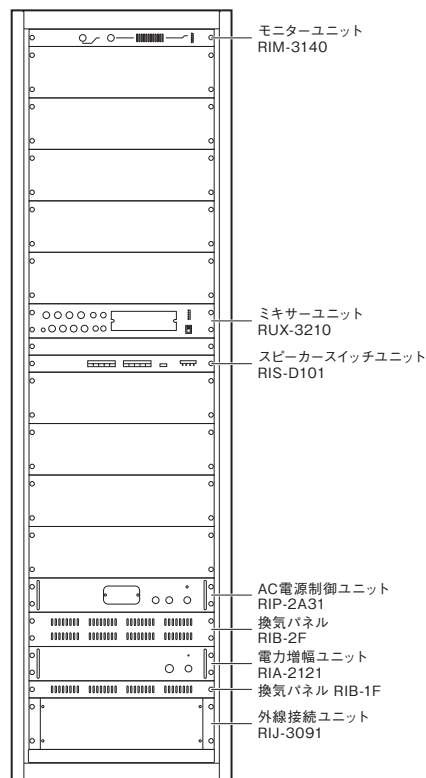 モニターユニット
RIM-3140
ミキサーユニット
RUX-3210
スピーカースイッチユニット
RIS-D101
AC電源制御ユニット
RIP-2A31
換気パネル
RIB-2F
電力増幅ユニット
RIA-2121
換気パネル RIB-1F
外線接続ユニット
RIJ-3091